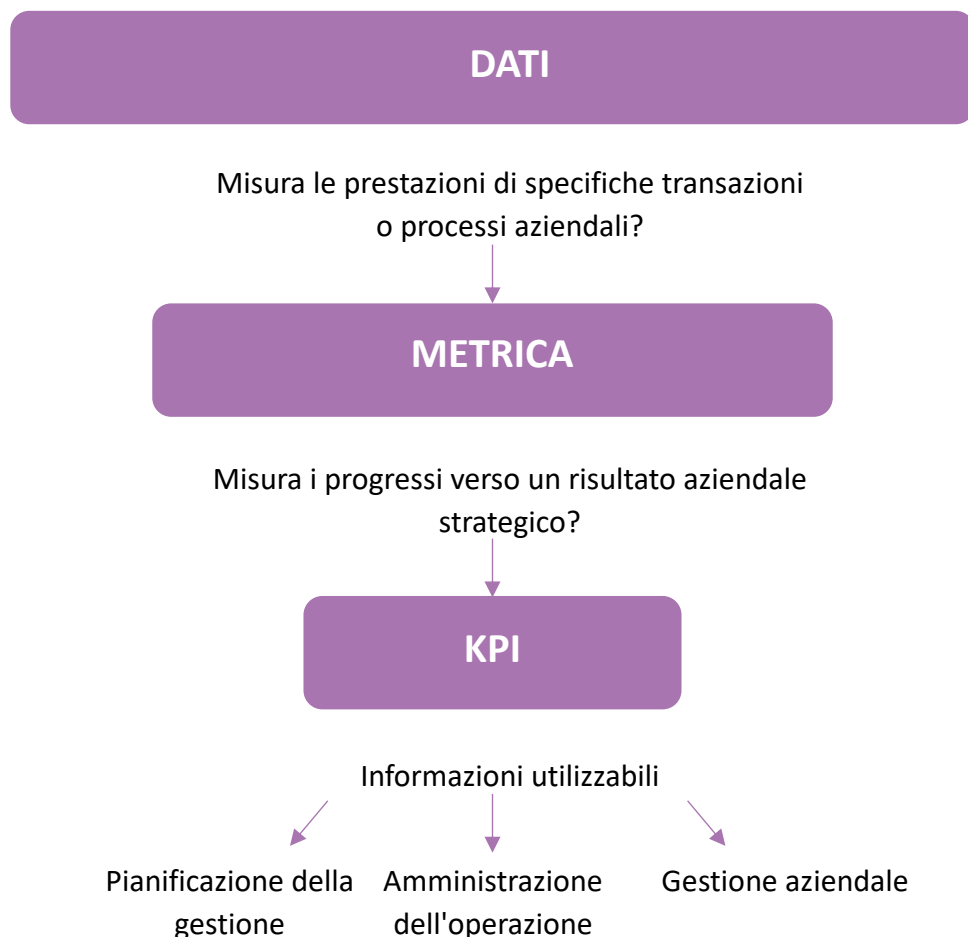 DATI
Misura le prestazioni di specifiche transazioni
o processi aziendali?
METRICA
Misura i progressi verso un risultato aziendale
strategico?
KPI
Informazioni utilizzabili
Pianificazione della
gestione
Amministrazione
dell'operazione
Gestione aziendale